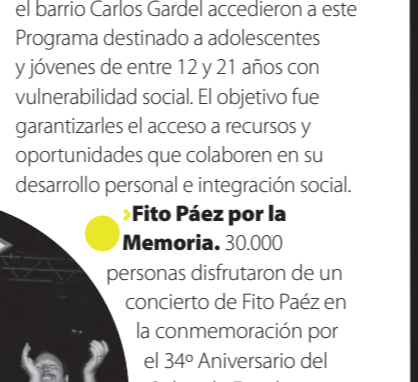 el barrio Carlos Gardel accedieron a este
Programa destinado a adolescentes
y jóvenes de entre 12 y 21 años con
vulnerabilidad social. El objetivo fue
garantizarles el acceso a recursos y
oportunidades que colaboren en su
desarrollo personal e integración social.
›Fito Páez por la
Memoria. 30.000
personas disfrutaron de un
concierto de Fito Paéz en
la conmemoración por
el 34º Aniversario del